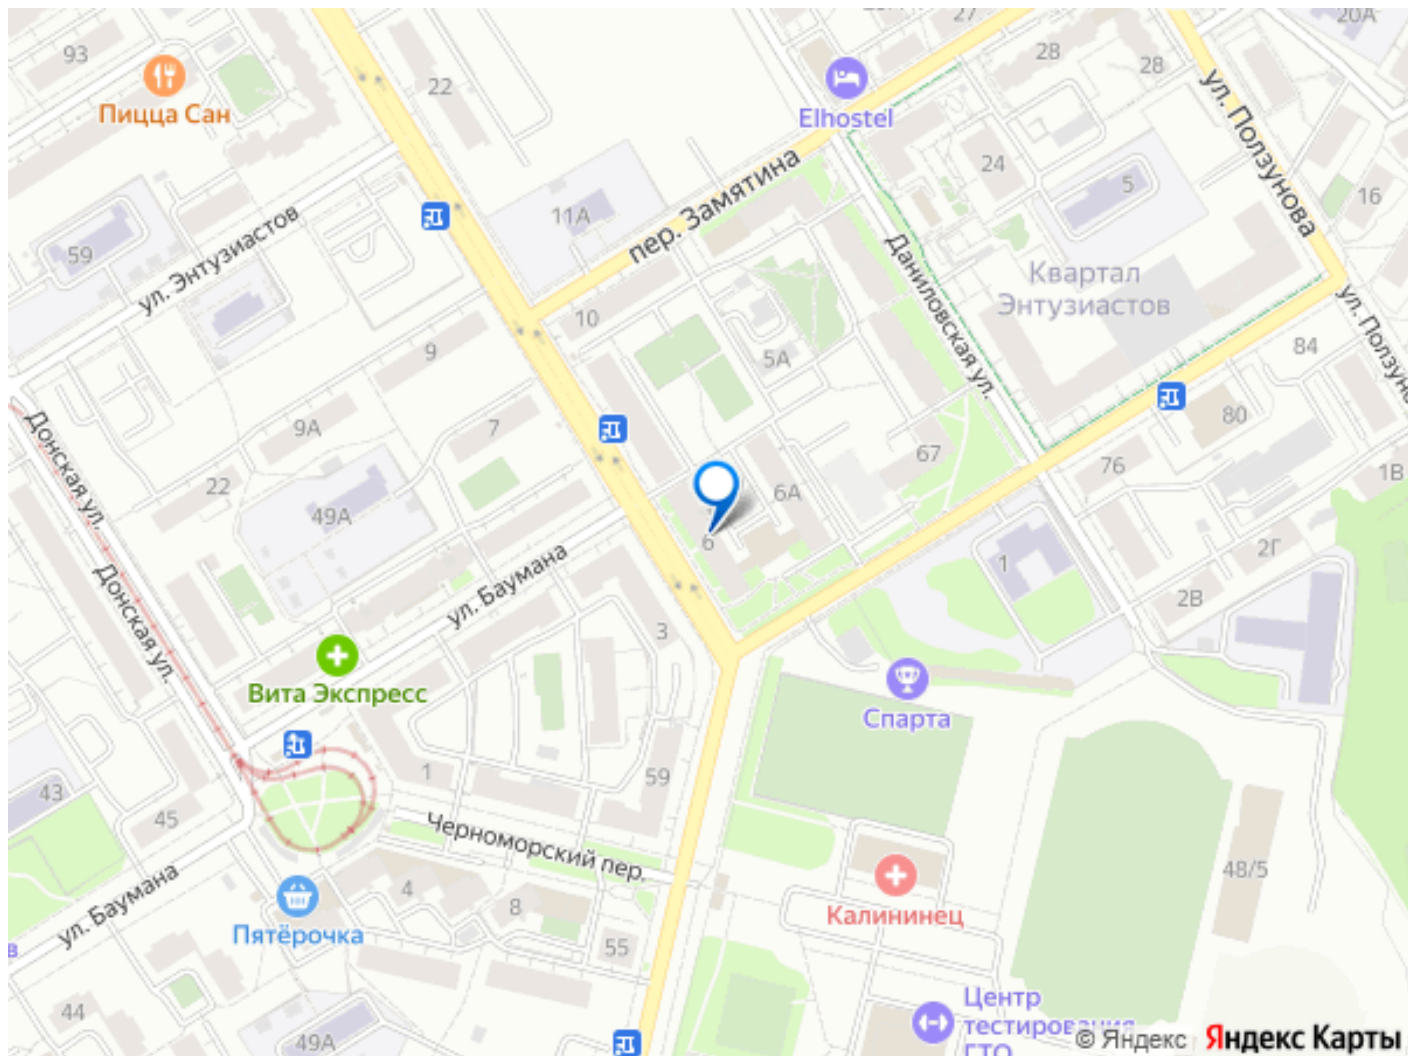 27
20А
93
28
28
22
Пицца Сан
Elhostel
ул. Ползунова
24
5
16
11А
пер. Замятина
59
ул. Энтузиастов
Даниловская ул.
Квартал
Энтузиастов
ул. Ползуно
10
9
5А
84
80
9А
7
Донская ул.
67
76
1В
22
6А
49А
6
2Г
1
ул. Баумана
Донская ул.
2В
3
Вита Экспресс
Спарта
1
59
43
45
Черноморский пер.
48/5
4
Калининец
8
ул. Баумана
Пятёрочка
в
55
44
Центр
тестирования
ГТО
49А
© Яндекс Яндекс Карты